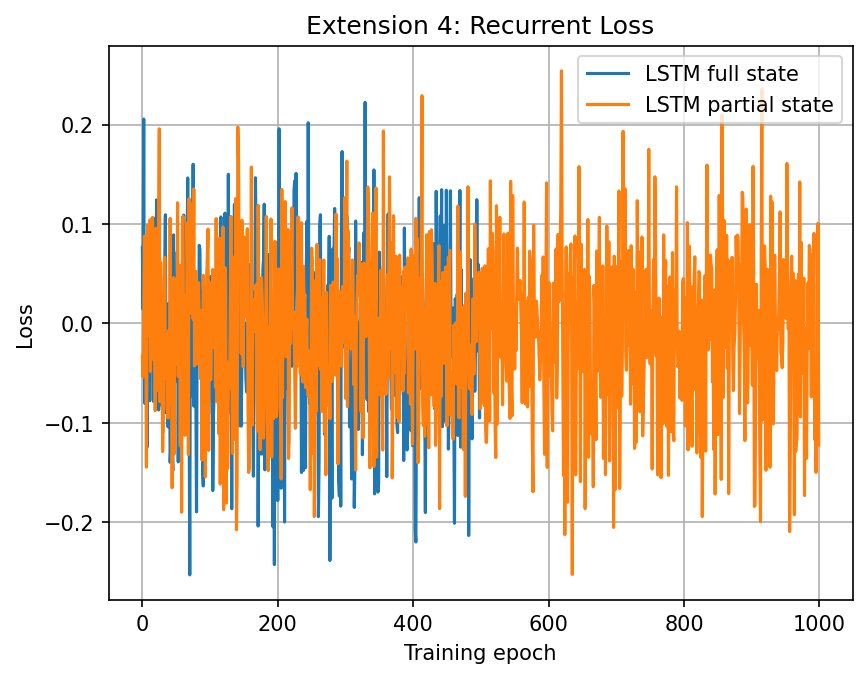 Extension 4: Recurrent Loss
LSTM full state
LSTM partial state
Loss
0.2
0.1
0.0
−0.1
−0.2
0 200 400 600 800 1000
Training epoch